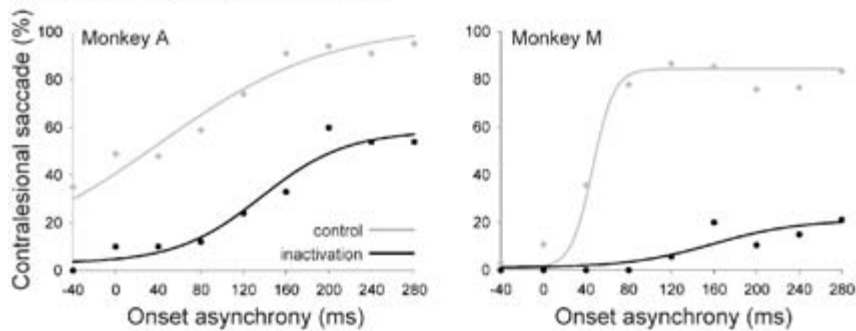 Monkey A
Contralesional saccade (%)
100
80
60
40
20
0
control
inactivation
-40 0 40 80 120 160 200 240 280
Onset asynchrony (ms)
Monkey M
100
80
60
40
20
0
-40 0 40 80 120 160 200 240 280
Onset asynchrony (ms)